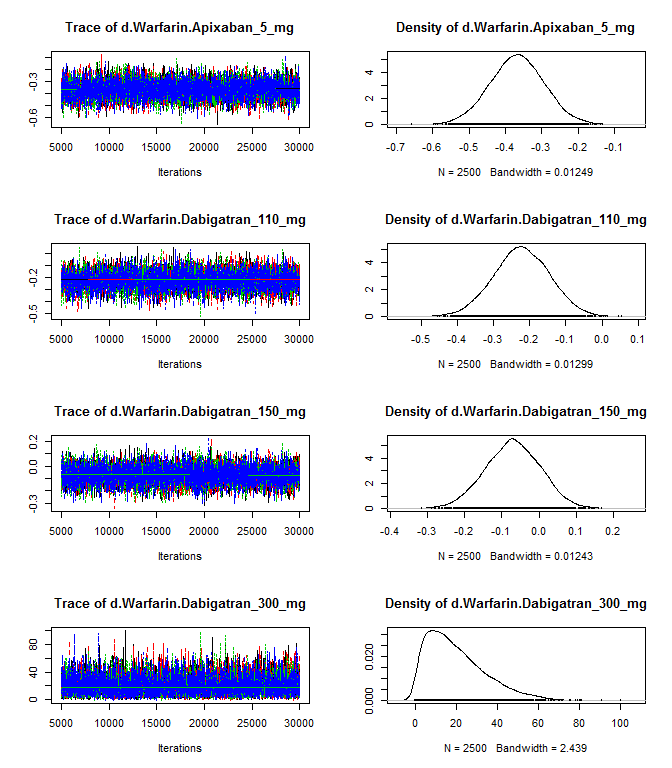 Trace of d.Warfarin.Apixaban_5_mg
-0.3
-0.6
5000 10000 15000 20000 25000 30000
Iterations
Density of d.Warfarin.Apixaban_5_mg
4
2
0
-0.7 -0.6 -0.5 -0.4 -0.3 -0.2 -0.1
N = 2500 Bandwidth = 0.01249
Trace of d.Warfarin.Dabigatran_110_mg
-0.2
-0.5
5000 10000 15000 20000 25000 30000
Iterations
Density of d.Warfarin.Dabigatran_110_mg
4
2
0
-0.5 -0.4 -0.3 -0.2 -0.1 0.0 0.1
N = 2500 Bandwidth = 0.01299
Trace of d.Warfarin.Dabigatran_150_mg
0.2
0.0
-0.3
5000 10000 15000 20000 25000 30000
Iterations
Density of d.Warfarin.Dabigatran_150_mg
4
2
0
-0.4 -0.3 -0.2 -0.1 0.0 0.1 0.2
N = 2500 Bandwidth = 0.01243
Trace of d.Warfarin.Dabigatran_300_mg
80
40
0
5000 10000 15000 20000 25000 30000
Iterations
Density of d.Warfarin.Dabigatran_300_mg
0.020
0.000
0 20 40 60 80 100
N = 2500 Bandwidth = 2.439